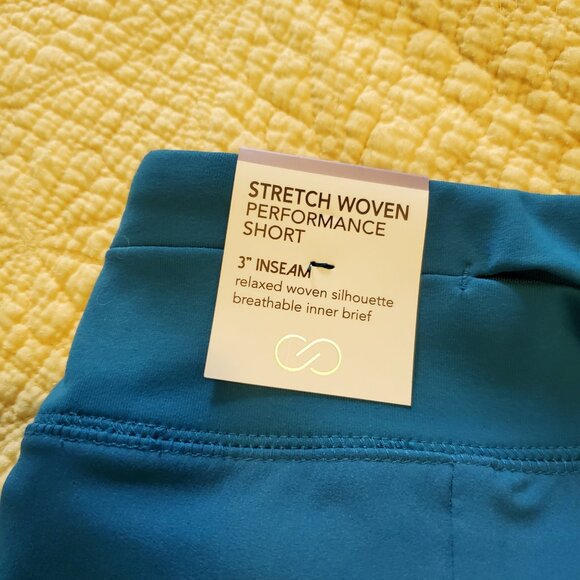 STRETCH WOVEN
PERFORMANCE
SHORT
3" INSEAM
relaxed woven silhouette
breathable inner brief